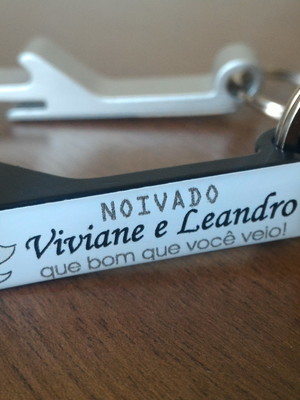 NOIVADO
Viviane e Leandro
que bom que você veio!